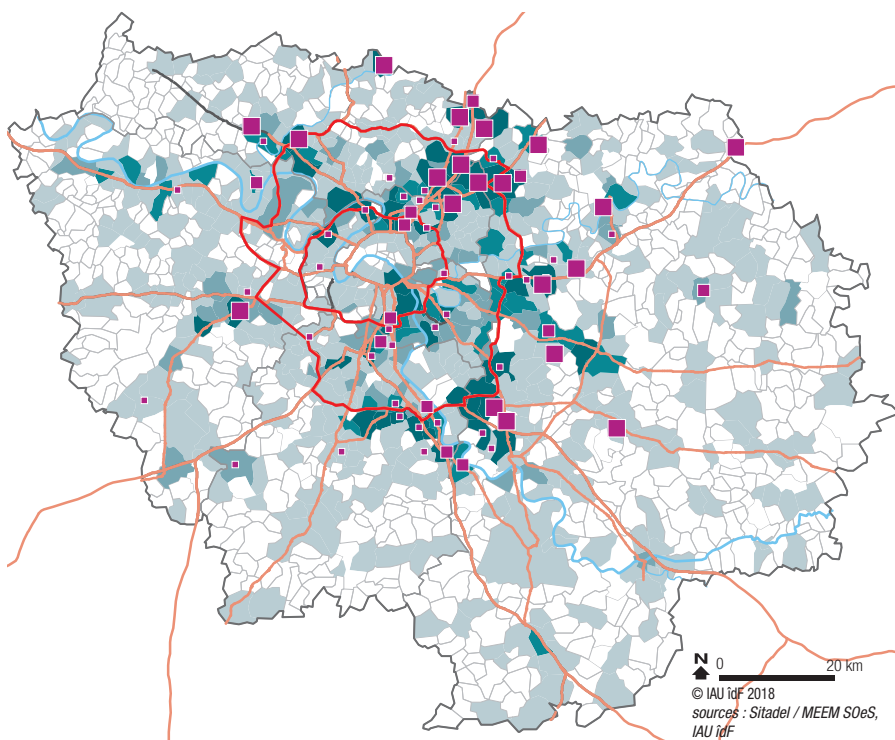 N 0 20 km
© IAU îdF 2018
sources : Sitadel / MEEM SOeS,
IAU îdF